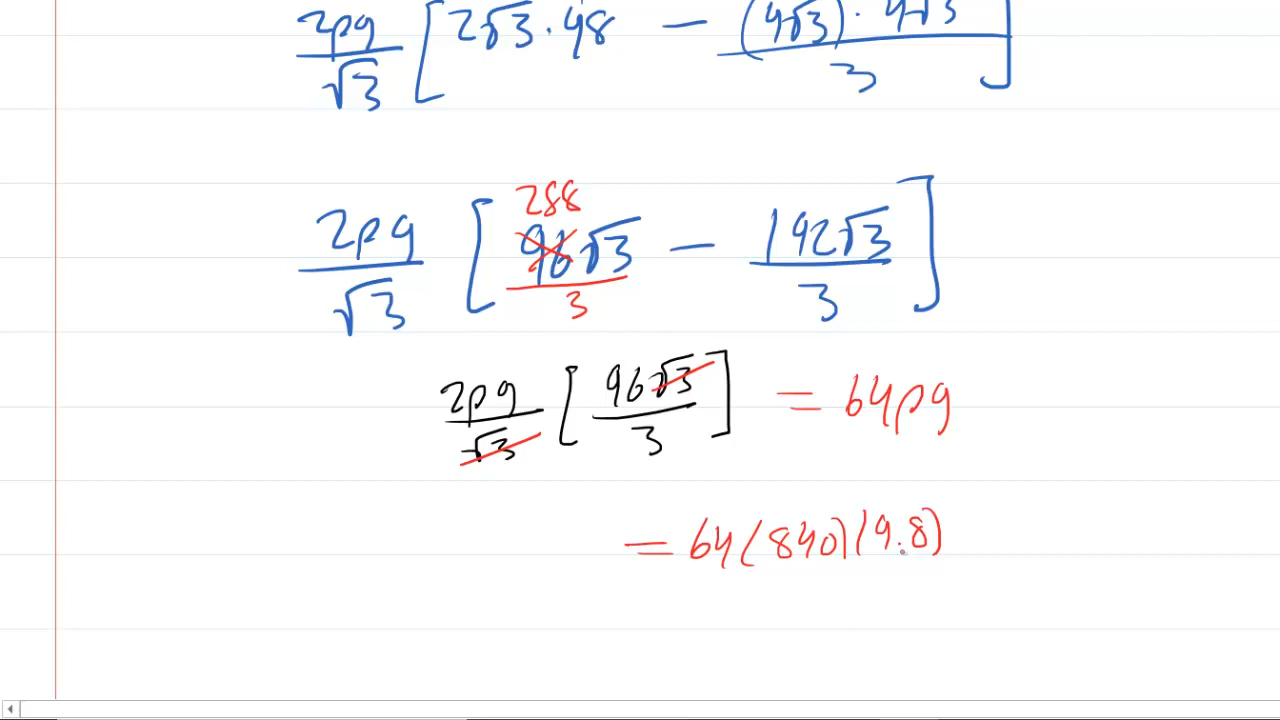 2ρg/√3 [2√3·48 − (4√3)·4√3/3]
2ρg/√3 [288 96√3/3 − 192√3/3]
2ρg/√3 [96√3/3] = 64ρg
= 64(840)(9.8)